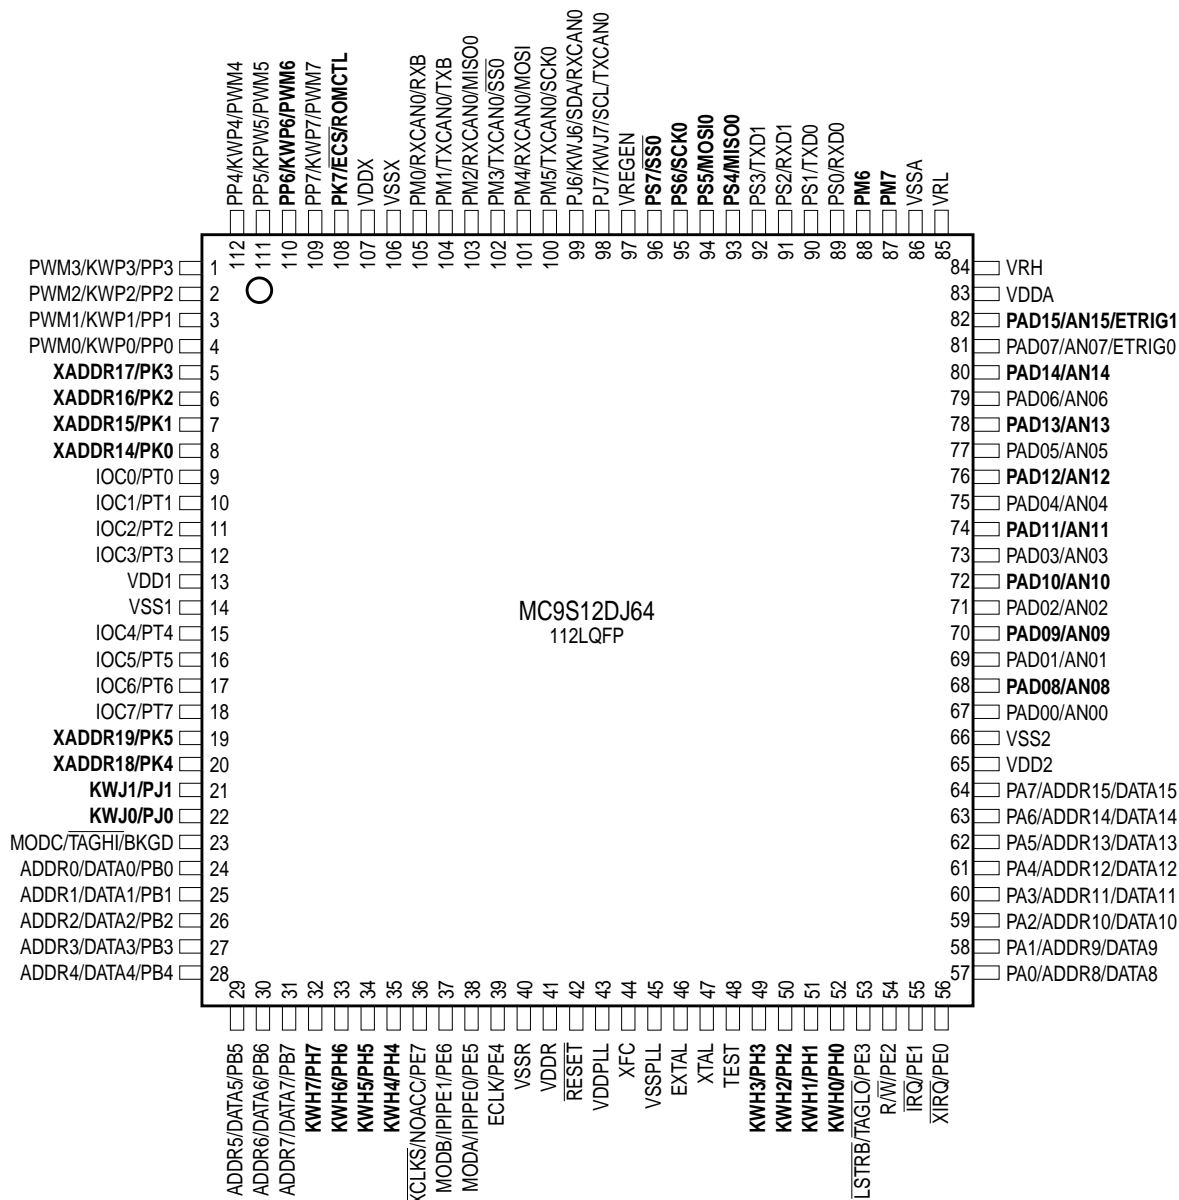 PP4/KWP4/PWM4
PP5/KPW5/PWM5
PP6/KWP6/PWM6
PP7/KWP7/PWM7
PK7/ECS/ROMCTL
VDDX
VSSX
PM0/RXCAN0/RXB
PM1/TXCAN0/TXB
PM2/RXCAN0/MISO0
PM3/TXCAN0/SS0
PM4/RXCAN0/MOSI
PM5/TXCAN0/SCK0
PJ6/KWJ6/SDA/RXCAN0
PJ7/KWJ7/SCL/TXCAN0
VREGEN
PS7/SS0
PS6/SCK0
PS5/MOSI0
PS4/MISO0
PS3/TXD1
PS2/RXD1
PS1/TXD0
PS0/RXD0
PM6
PM7
VSSA
VRL
112
111
110
109
108
107
106
105
104
103
102
101
100
99
98
97
96
95
94
93
92
91
90
89
88
87
86
85
PWM3/KWP3/PP3 1
PWM2/KWP2/PP2 2
PWM1/KWP1/PP1 3
PWM0/KWP0/PP0 4
XADDR17/PK3 5
XADDR16/PK2 6
XADDR15/PK1 7
XADDR14/PK0 8
IOC0/PT0 9
IOC1/PT1 10
IOC2/PT2 11
IOC3/PT3 12
VDD1 13
VSS1 14
IOC4/PT4 15
IOC5/PT5 16
IOC6/PT6 17
IOC7/PT7 18
XADDR19/PK5 19
XADDR18/PK4 20
KWJ1/PJ1 21
KWJ0/PJ0 22
MODC/TAGHI/BKGD 23
ADDR0/DATA0/PB0 24
ADDR1/DATA1/PB1 25
ADDR2/DATA2/PB2 26
ADDR3/DATA3/PB3 27
ADDR4/DATA4/PB4 28
MC9S12DJ64
112LQFP
84 VRH
83 VDDA
82 PAD15/AN15/ETRIG1
81 PAD07/AN07/ETRIG0
80 PAD14/AN14
79 PAD06/AN06
78 PAD13/AN13
77 PAD05/AN05
76 PAD12/AN12
75 PAD04/AN04
74 PAD11/AN11
73 PAD03/AN03
72 PAD10/AN10
71 PAD02/AN02
70 PAD09/AN09
69 PAD01/AN01
68 PAD08/AN08
67 PAD00/AN00
66 VSS2
65 VDD2
64 PA7/ADDR15/DATA15
63 PA6/ADDR14/DATA14
62 PA5/ADDR13/DATA13
61 PA4/ADDR12/DATA12
60 PA3/ADDR11/DATA11
59 PA2/ADDR10/DATA10
58 PA1/ADDR9/DATA9
57 PA0/ADDR8/DATA8
29
30
31
32
33
34
35
36
37
38
39
40
41
42
43
44
45
46
47
48
49
50
51
52
53
54
55
56
ADDR5/DATA5/PB5
ADDR6/DATA6/PB6
ADDR7/DATA7/PB7
KWH7/PH7
KWH6/PH6
KWH5/PH5
KWH4/PH4
XCLKS/NOACC/PE7
MODB/IPIPE1/PE6
MODA/IPIPE0/PE5
ECLK/PE4
VSSR
VDDR
RESET
VDDPLL
XFC
VSSPLL
EXTAL
XTAL
TEST
KWH3/PH3
KWH2/PH2
KWH1/PH1
KWH0/PH0
LSTRB/TAGLO/PE3
R/W/PE2
IRQ/PE1
XIRQ/PE0